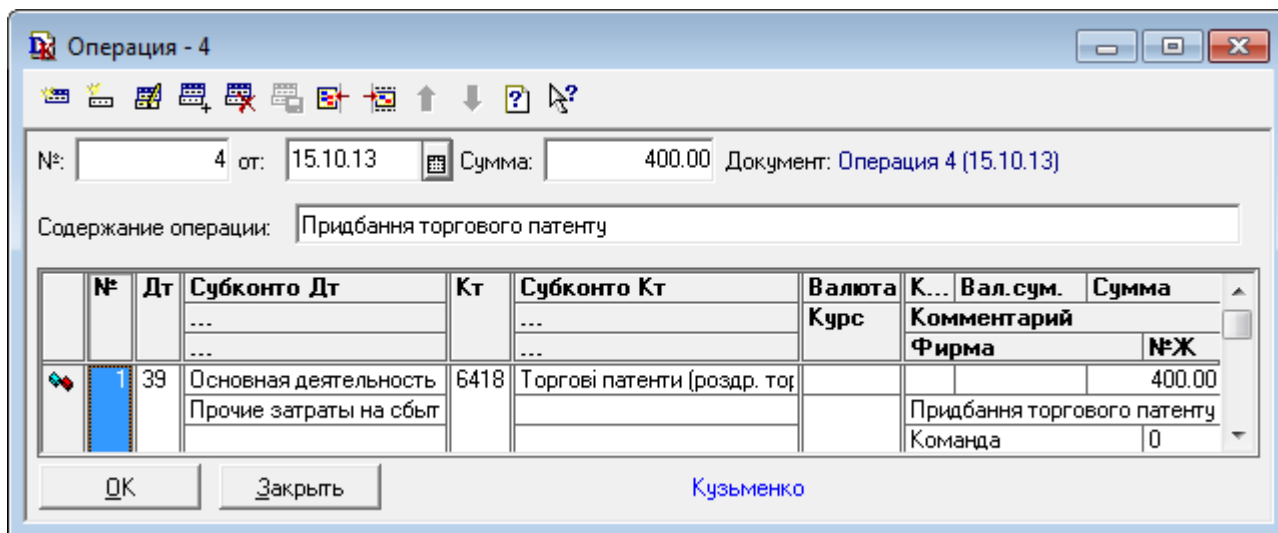 Операция - 4
№: 4 от: 15.10.13 Сумма: 400.00 Документ: Операция 4 (15.10.13)
Содержание операции: Придбання торгового патенту
№ Дт Субконто Дт Кт Субконто Кт Валюта К... Вал.сум. Сумма
... ... Курс Комментарий
... ... Фирма №Ж
1 39 Основная деятельность 6418 Торгові патенти (роздр. тор 400.00
Прочие затраты на сбыт Придбання торгового патенту
Команда 0
OK Закрыть Кузьменко